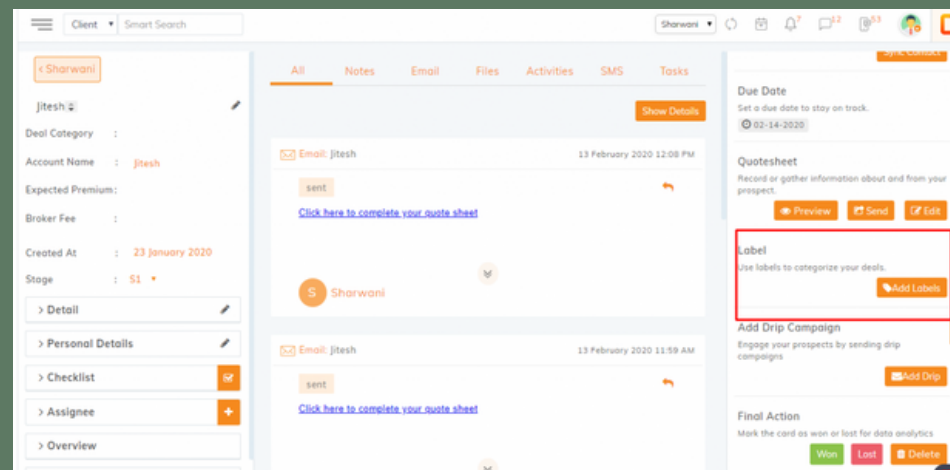 Client
Smart Search
Sharwani
7
12
53
< Sharwani
Jitesh
Deal Category :
Account Name : Jitesh
Expected Premium:
Broker Fee :
Created At : 23 January 2020
Stage : S1
> Detail
> Personal Details
> Checklist
> Assignee
> Overview
All Notes Email Files Activities SMS Tasks
Show Details
Email: Jitesh 13 February 2020 12:08 PM
sent
Click here to complete your quote sheet
S Sharwani
Email: Jitesh 13 February 2020 11:59 AM
sent
Click here to complete your quote sheet
Sync Contact
Due Date
Set a due date to stay on track.
02-14-2020
Quotesheet
Record or gather information about and from your
prospect.
Preview Send Edit
Label
Use labels to categorize your deals.
Add Labels
Add Drip Campaign
Engage your prospects by sending drip
campaigns
Add Drip
Final Action
Mark the card as won or lost for data analytics
Won Lost Delete